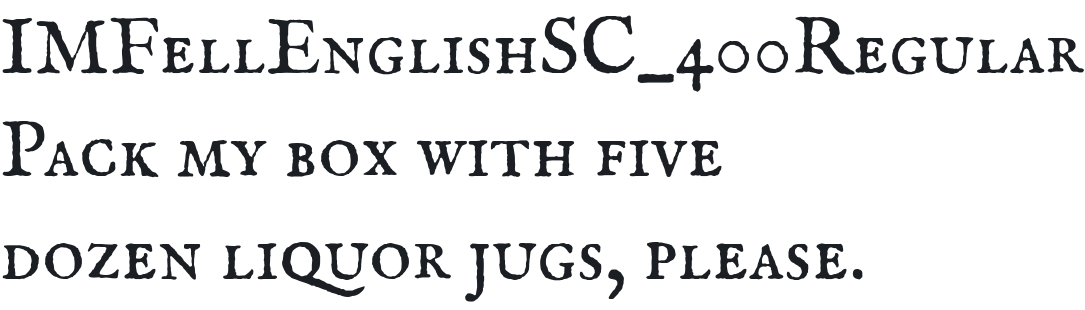 IMFellEnglishSC_400Regular
Pack my box with five
dozen liquor jugs, please.